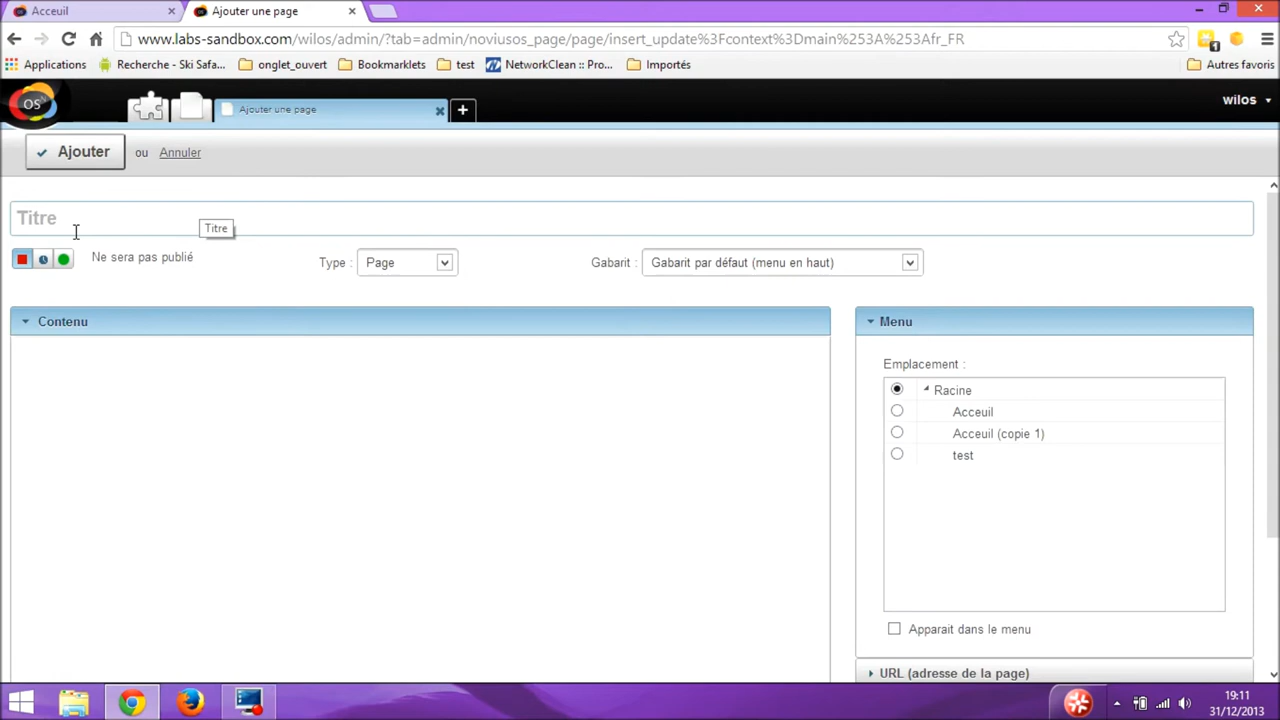 Acceuil
Ajouter une page
www.labs-sandbox.com/wilos/admin/?tab=admin/noviusos_page/page/insert_update%3Fcontext%3Dmain%253A%253Afr_FR
1
Applications Recherche - Ski Safa... onglet_ouvert Bookmarklets test NetworkClean :: Pro... Importés Autres favoris
OS
Ajouter une page
wilos
Ajouter ou Annuler
Titre
Titre
Ne sera pas publié Type : Page Gabarit : Gabarit par défaut (menu en haut)
Contenu
Menu
Emplacement :
Racine
Acceuil
Acceuil (copie 1)
test
Apparait dans le menu
URL (adresse de la page)
19:11
31/12/2013